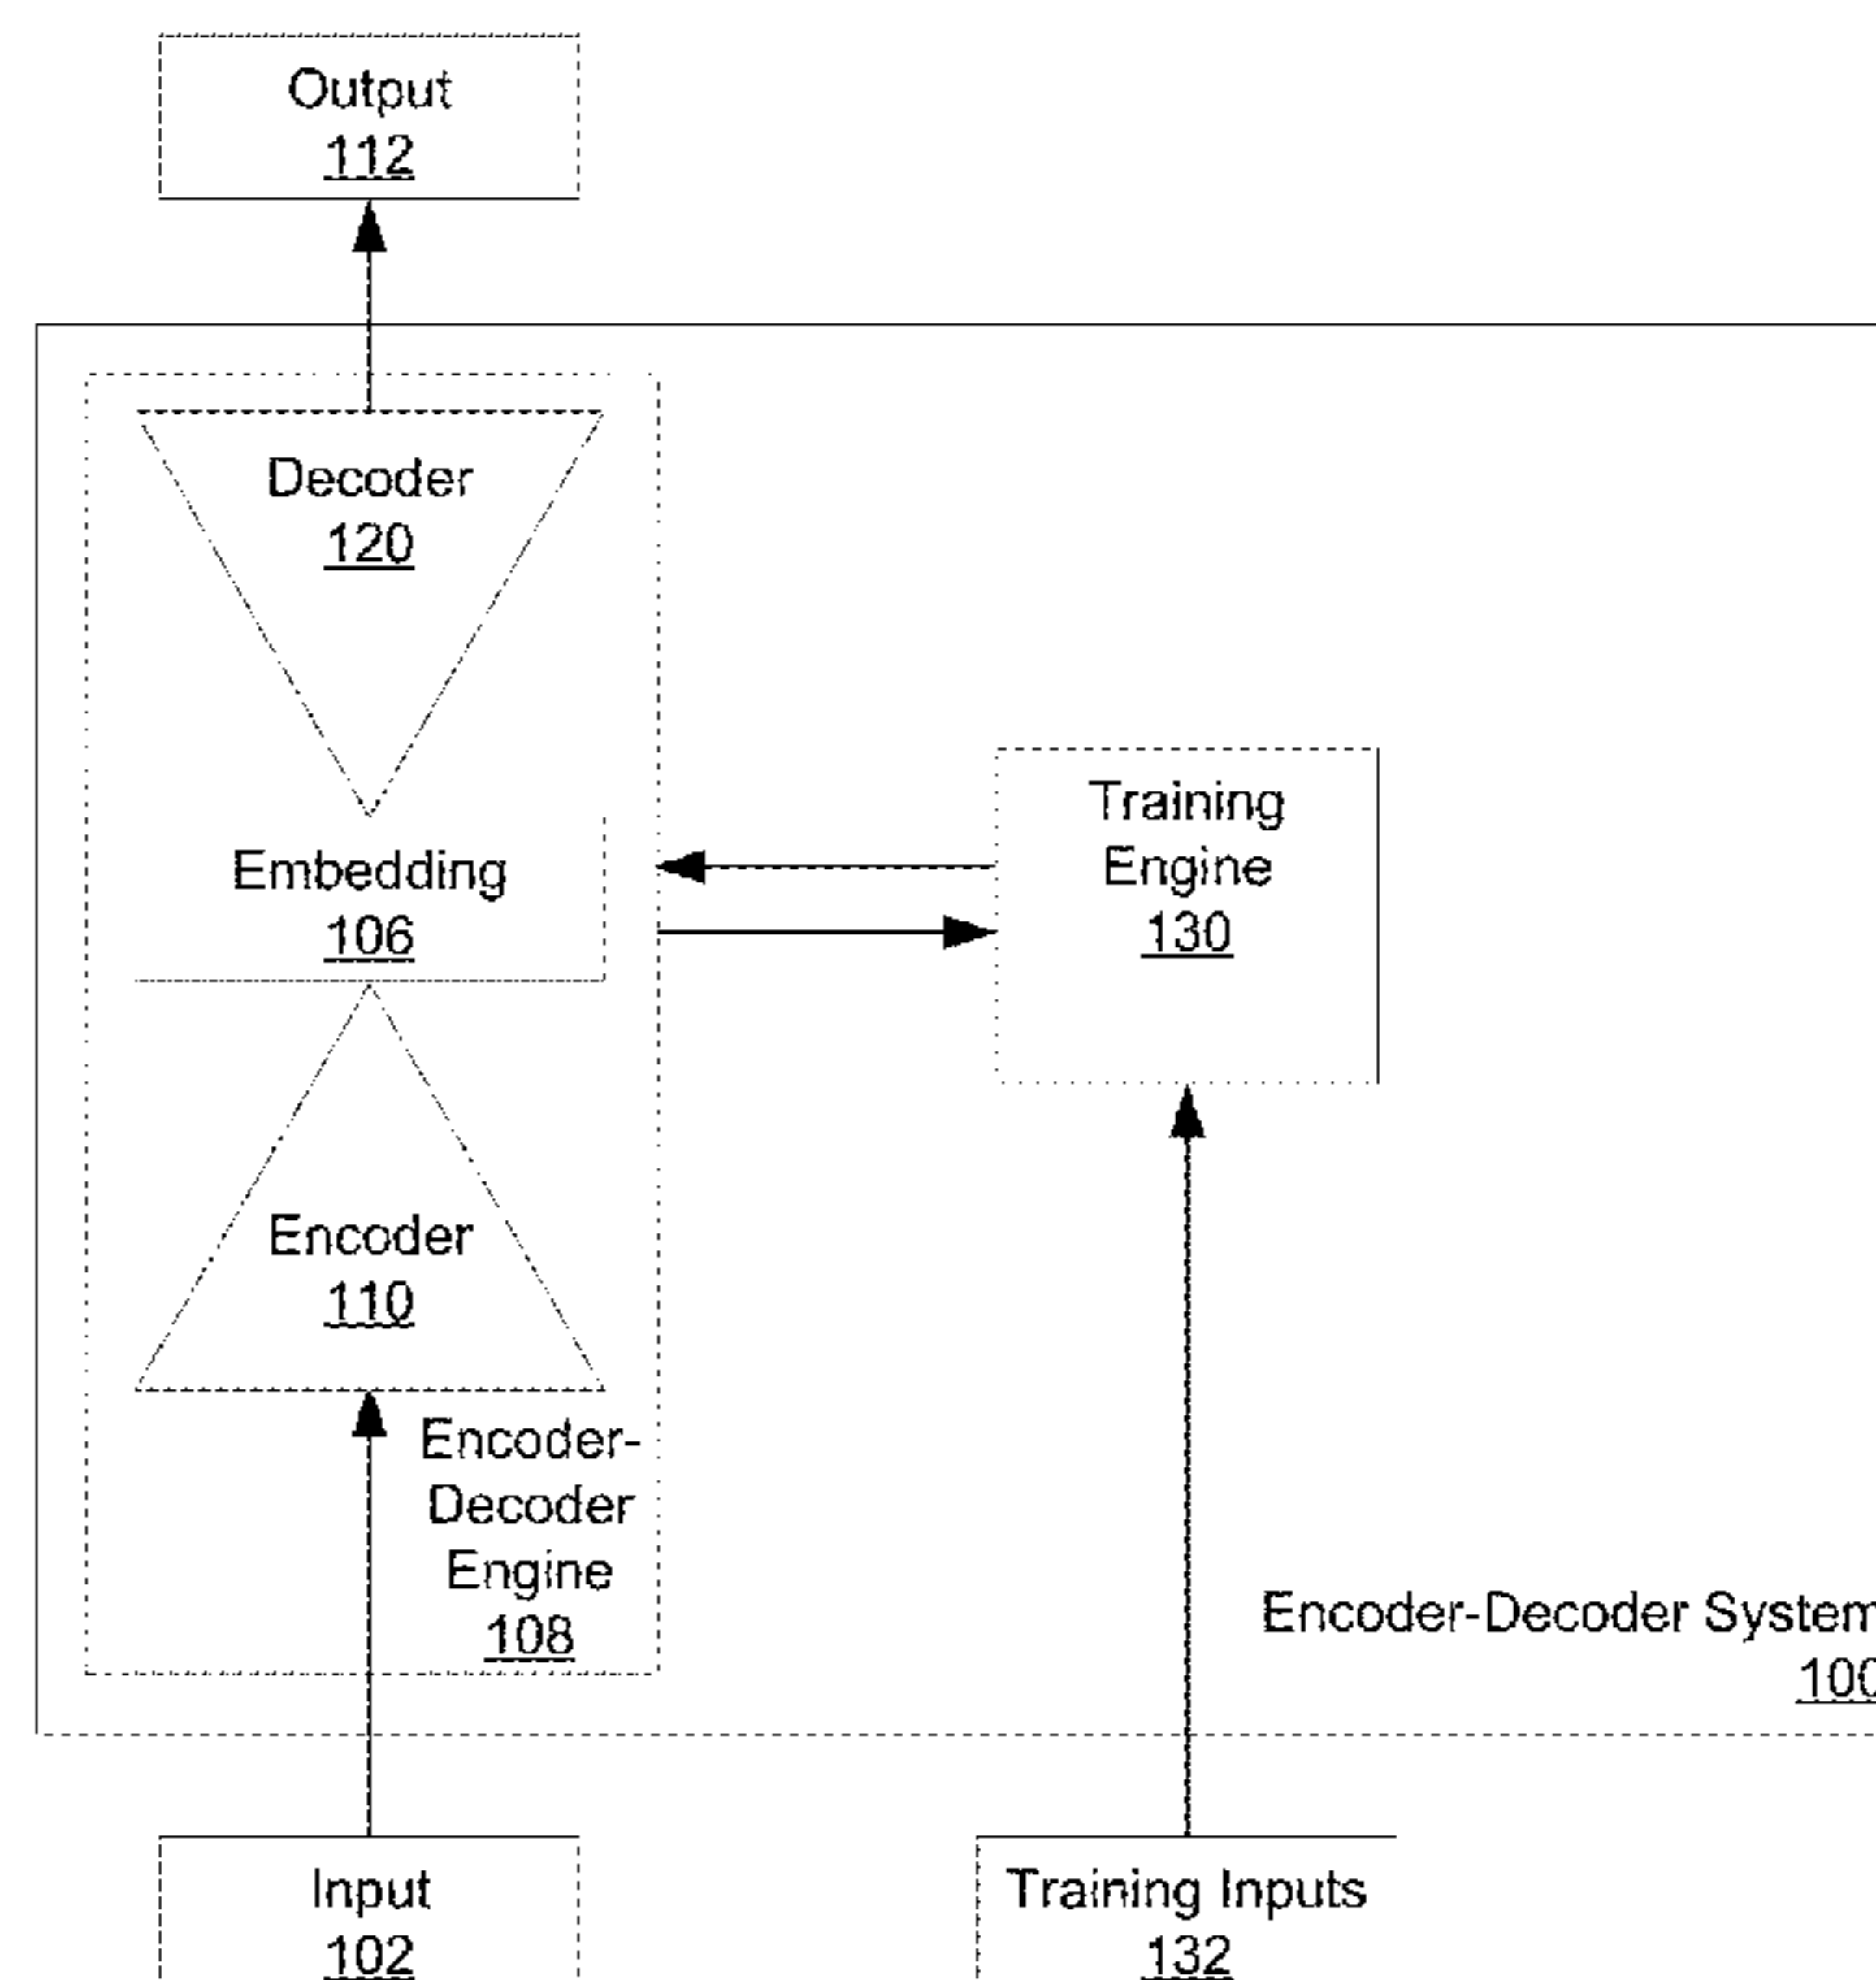 Output
112
Decoder
120
Embedding
106
Training
Engine
130
Encoder
110
Encoder-
Decoder
Engine
108
Encoder-Decoder System
100
Input
102
Training Inputs
132